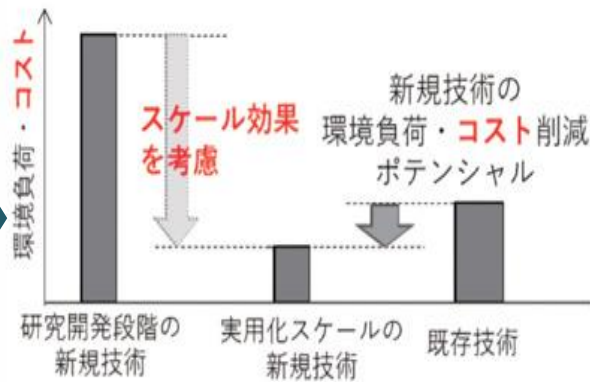 環境負荷・コスト
スケール効果
を考慮
新規技術の
環境負荷・コスト削減
ポテンシャル
研究開発段階の
新規技術
実用化スケールの
新規技術
既存技術